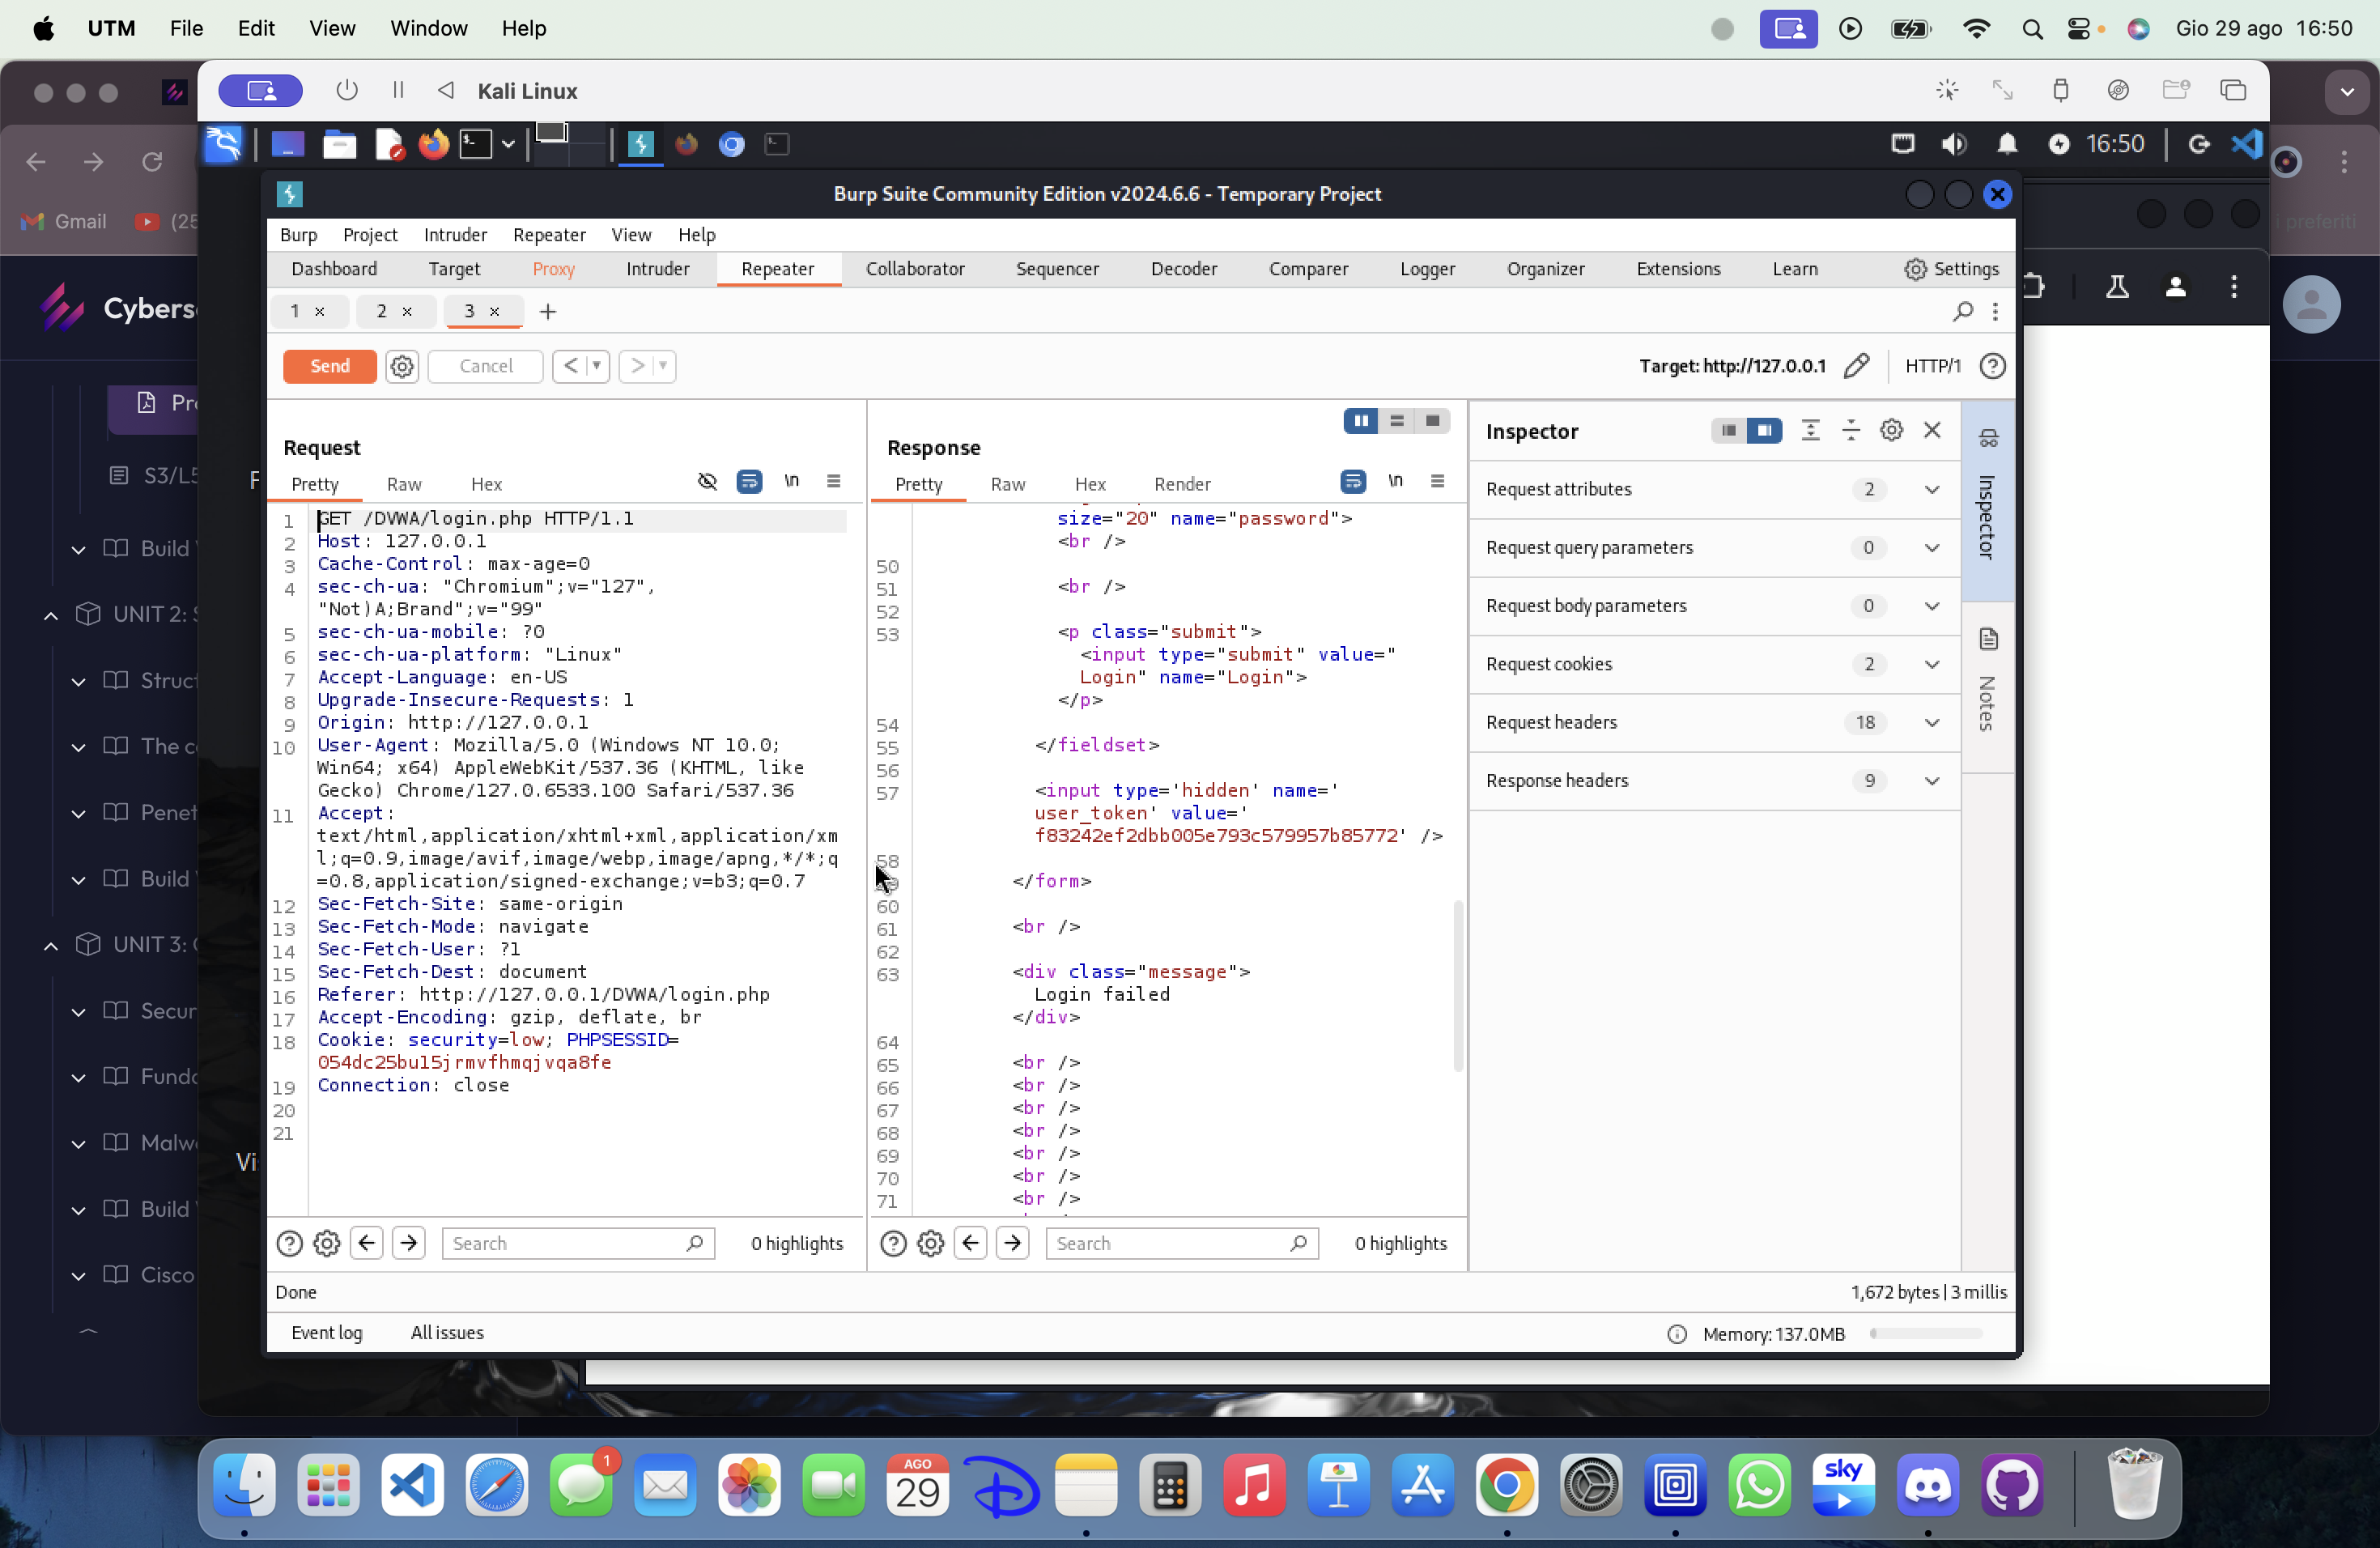 UTM File Edit View Window Help Gio 29 ago 16:50
Kali Linux
16:50
Gmail
(25
i preferiti
Burp Suite Community Edition v2024.6.6 - Temporary Project
Burp Project Intruder Repeater View Help
Dashboard Target Proxy Intruder Repeater Collaborator Sequencer Decoder Comparer Logger Organizer Extensions Learn Settings
1 × 2 × 3 × +
Send Cancel < > Target: http://127.0.0.1 HTTP/1
Cybers
Pr
S3/L5
Build
UNIT 2: S
Struct
The c
Penet
Build
UNIT 3:
Secur
Fund
Malw
Build
Cisco
Vi
Request
Pretty Raw Hex \n
1 GET /DVWA/login.php HTTP/1.1
2 Host: 127.0.0.1
3 Cache-Control: max-age=0
4 sec-ch-ua: "Chromium";v="127",
"Not)A;Brand";v="99"
5 sec-ch-ua-mobile: ?0
6 sec-ch-ua-platform: "Linux"
7 Accept-Language: en-US
8 Upgrade-Insecure-Requests: 1
9 Origin: http://127.0.0.1
10 User-Agent: Mozilla/5.0 (Windows NT 10.0;
Win64; x64) AppleWebKit/537.36 (KHTML, like
Gecko) Chrome/127.0.6533.100 Safari/537.36
11 Accept:
text/html,application/xhtml+xml,application/xm
l;q=0.9,image/avif,image/webp,image/apng,*/*;q
=0.8,application/signed-exchange;v=b3;q=0.7
12 Sec-Fetch-Site: same-origin
13 Sec-Fetch-Mode: navigate
14 Sec-Fetch-User: ?1
15 Sec-Fetch-Dest: document
16 Referer: http://127.0.0.1/DVWA/login.php
17 Accept-Encoding: gzip, deflate, br
18 Cookie: security=low; PHPSESSID=
054dc25bu15jrmvfhmqjvqa8fe
19 Connection: close
20
21
Search 0 highlights
Response
Pretty Raw Hex Render \n
size="20" name="password">
<br />
50
51 <br />
52
53 <p class="submit">
<input type="submit" value="
Login" name="Login">
</p>
54
55 </fieldset>
56
57 <input type='hidden' name='
user_token' value='
f83242ef2dbb005e793c579957b85772' />
58
59 </form>
60
61 <br />
62
63 <div class="message">
Login failed
</div>
64
65 <br />
66 <br />
67 <br />
68 <br />
69 <br />
70 <br />
71 <br />
Search 0 highlights
Inspector
Request attributes 2
Request query parameters 0
Request body parameters 0
Request cookies 2
Request headers 18
Response headers 9
Inspector
Notes
Done 1,672 bytes | 3 millis
Event log All issues Memory: 137.0MB
1
AGO
29
sky